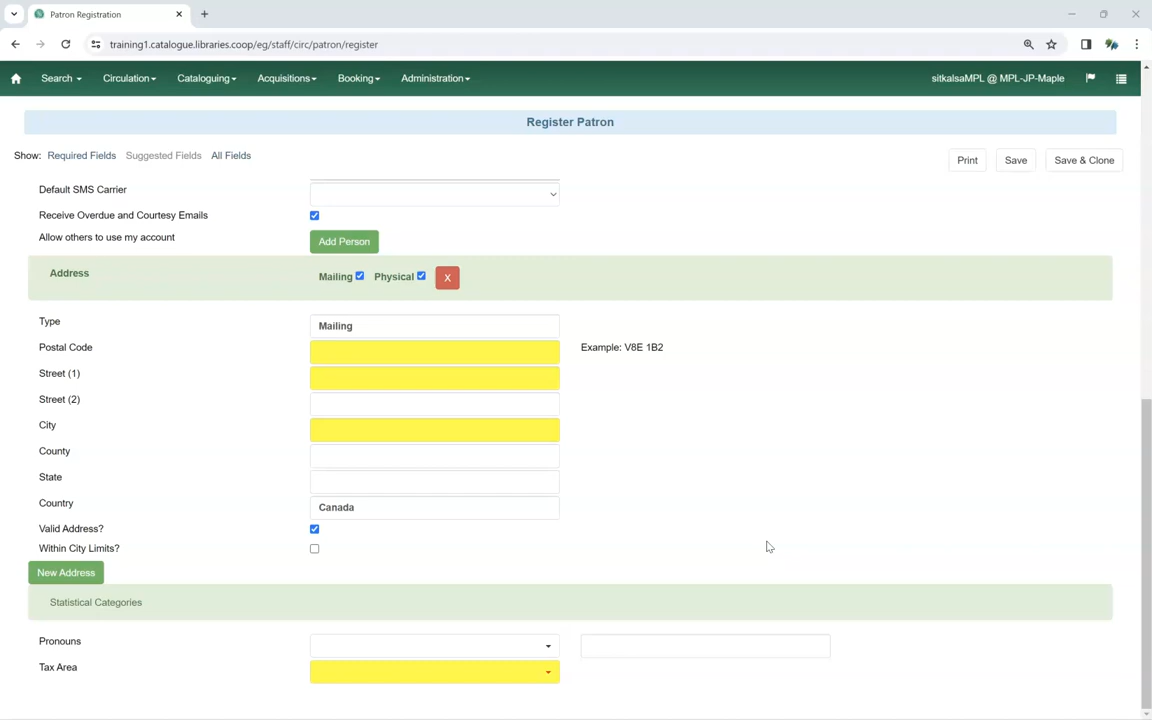 Patron Registration
training1.catalogue.libraries.coop/eg/staff/circ/patron/register
Search Circulation Cataloguing Acquisitions Booking Administration sitkalsaMPL @ MPL-JP-Maple
Register Patron
Show: Required Fields Suggested Fields All Fields Print Save Save & Clone
Default SMS Carrier
Receive Overdue and Courtesy Emails
Allow others to use my account Add Person
Address Mailing Physical X
Type Mailing
Postal Code Example: V8E 1B2
Street (1)
Street (2)
City
County
State
Country Canada
Valid Address?
Within City Limits?
New Address
Statistical Categories
Pronouns
Tax Area